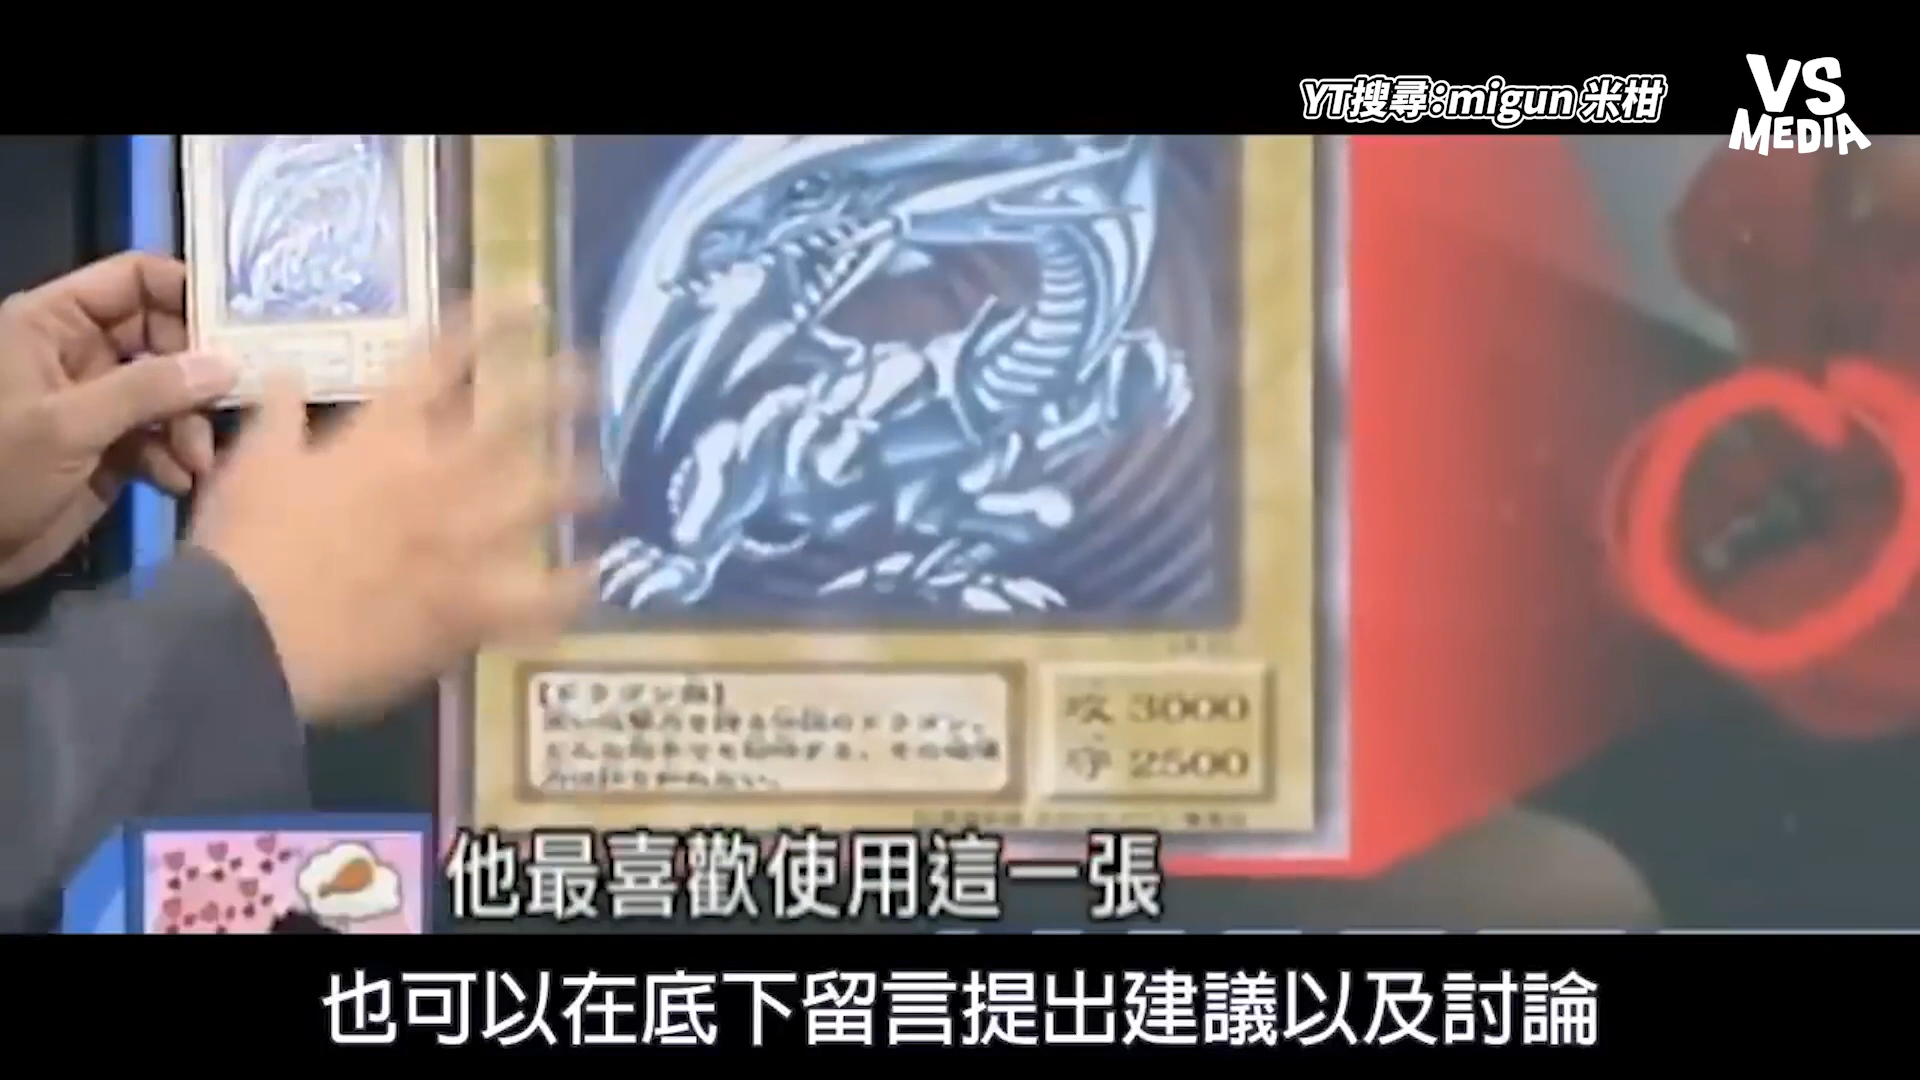 YT搜尋:migun 米柑
VS
MEDIA
攻 3000
守 2500
他最喜歡使用這一張
也可以在底下留言提出建議以及討論